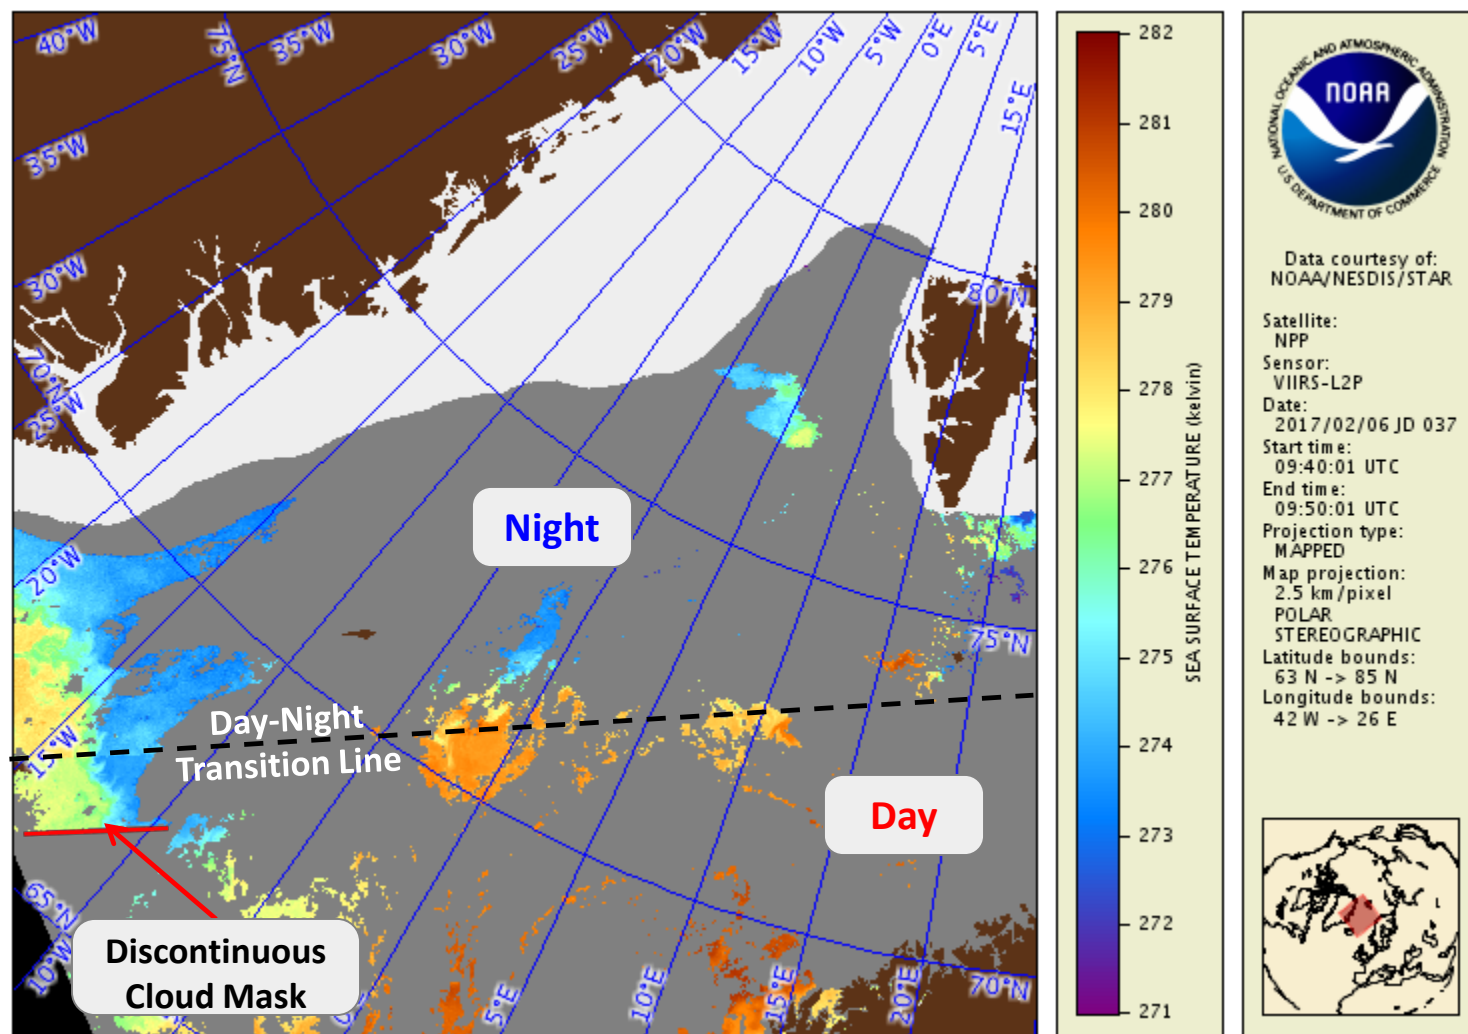 40°W
75°N
35°W
30°W
25°W
20°W
15°W
10°W
5°W
0°E
5°E
15°E
35°W
30°W
70°N
25°W
20°W
15°W
65°N
10°W
80°N
75°N
70°N
5°E
10°E
15°E
20°E
Night
Day-Night
Transition Line
Day
Discontinuous
Cloud Mask
282
281
280
279
278
277
276
275
274
273
272
271
SEA SURFACE TEMPERATURE (kelvin)
NATIONAL OCEANIC AND ATMOSPHERIC ADMINISTRATION
NOAA
U.S. DEPARTMENT OF COMMERCE
Data courtesy of:
NOAA/NESDIS/STAR
Satellite:
NPP
Sensor:
VIIRS-L2P
Date:
2017/02/06 JD 037
Start time:
09:40:01 UTC
End time:
09:50:01 UTC
Projection type:
MAPPED
Map projection:
2.5 km/pixel
POLAR
STEREOGRAPHIC
Latitude bounds:
63 N -> 85 N
Longitude bounds:
42 W -> 26 E